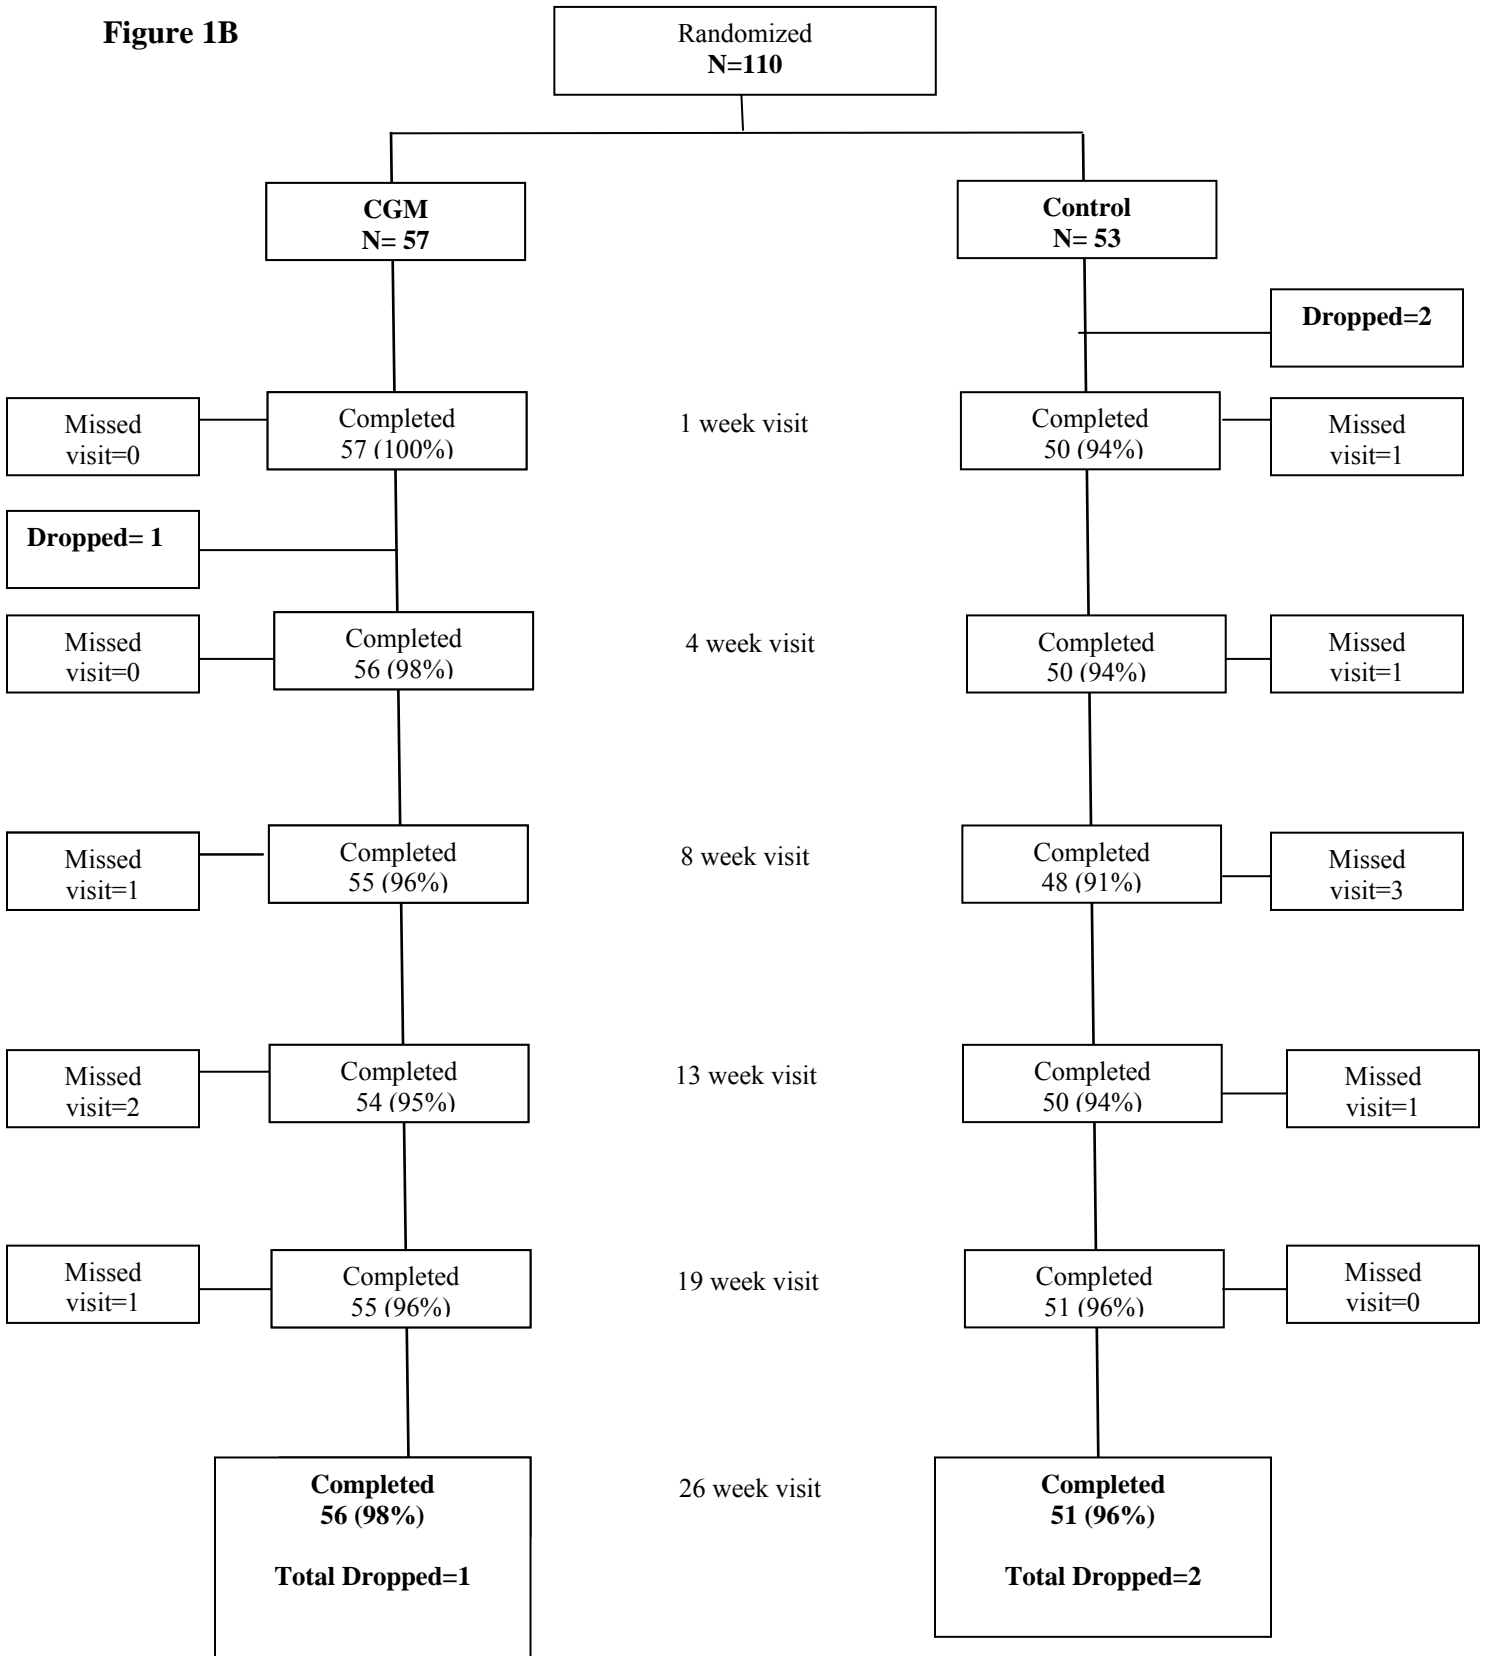 Figure 1B
Randomized
N=110
CGM
N= 57
Control
N= 53
Dropped=2
Missed
visit=0
Completed
57 (100%)
1 week visit
Completed
50 (94%)
Missed
visit=1
Dropped= 1
Missed
visit=0
Completed
56 (98%)
4 week visit
Completed
50 (94%)
Missed
visit=1
Missed
visit=1
Completed
55 (96%)
8 week visit
Completed
48 (91%)
Missed
visit=3
Missed
visit=2
Completed
54 (95%)
13 week visit
Completed
50 (94%)
Missed
visit=1
Missed
visit=1
Completed
55 (96%)
19 week visit
Completed
51 (96%)
Missed
visit=0
Completed
56 (98%)
Total Dropped=1
26 week visit
Completed
51 (96%)
Total Dropped=2